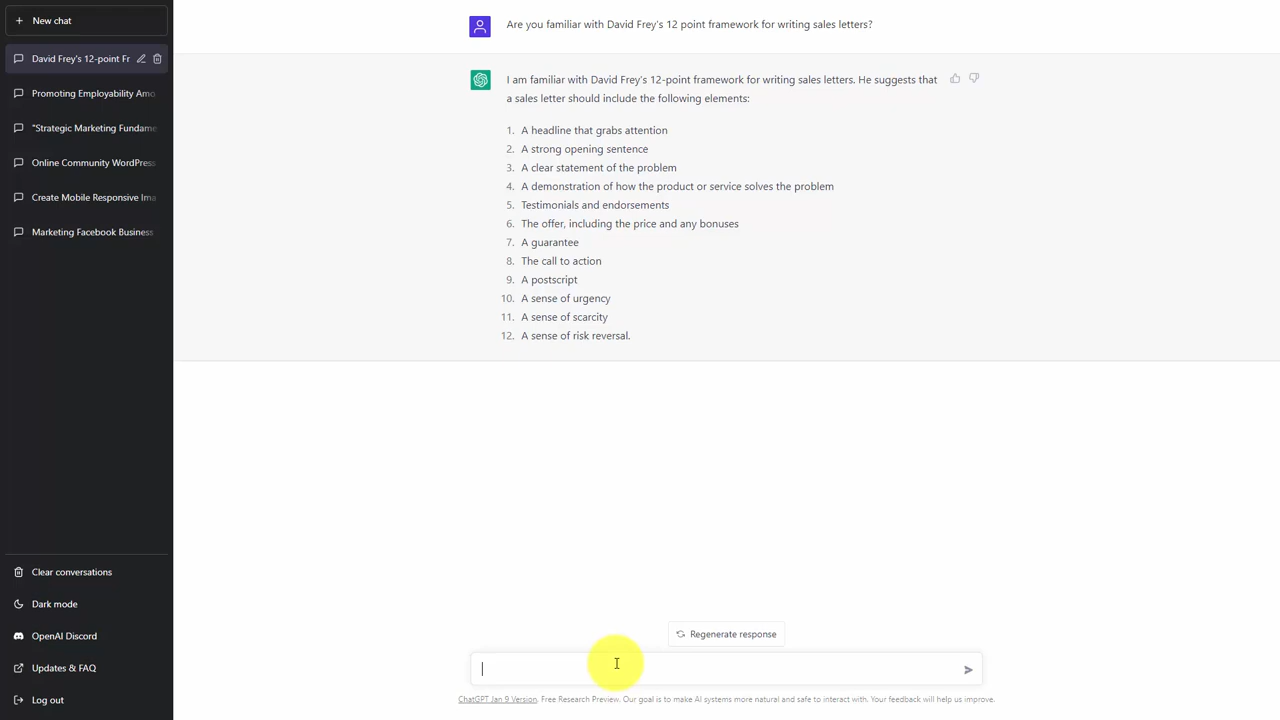 New chat
David Frey's 12-point Fr
Promoting Employability Amo
"Strategic Marketing Fundame
Online Community WordPress
Create Mobile Responsive Ima
Marketing Facebook Business
Clear conversations
Dark mode
OpenAI Discord
Updates & FAQ
Log out
Are you familiar with David Frey's 12 point framework for writing sales letters?
I am familiar with David Frey's 12-point framework for writing sales letters. He suggests that
a sales letter should include the following elements:
1. A headline that grabs attention
2. A strong opening sentence
3. A clear statement of the problem
4. A demonstration of how the product or service solves the problem
5. Testimonials and endorsements
6. The offer, including the price and any bonuses
7. A guarantee
8. The call to action
9. A postscript
10. A sense of urgency
11. A sense of scarcity
12. A sense of risk reversal.
Regenerate response
ChatGPT Jan 9 Version. Free Research Preview. Our goal is to make AI systems more natural and safe to interact with. Your feedback will help us improve.